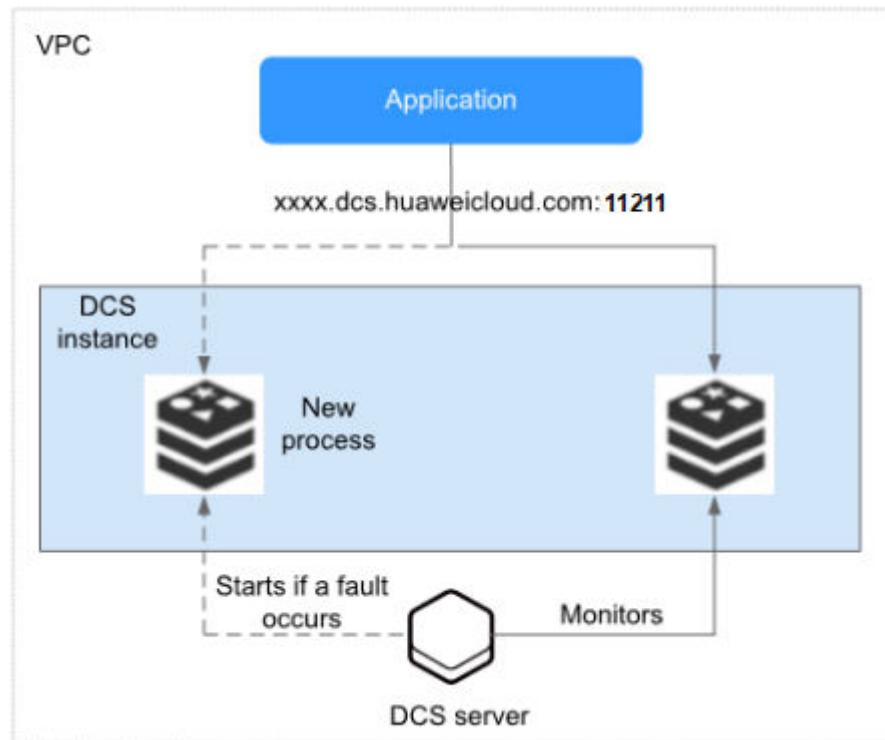 VPC
Application
xxxx.dcs.huaweicloud.com: 11211
DCS
instance
New
process
Starts if a fault
occurs
Monitors
DCS server